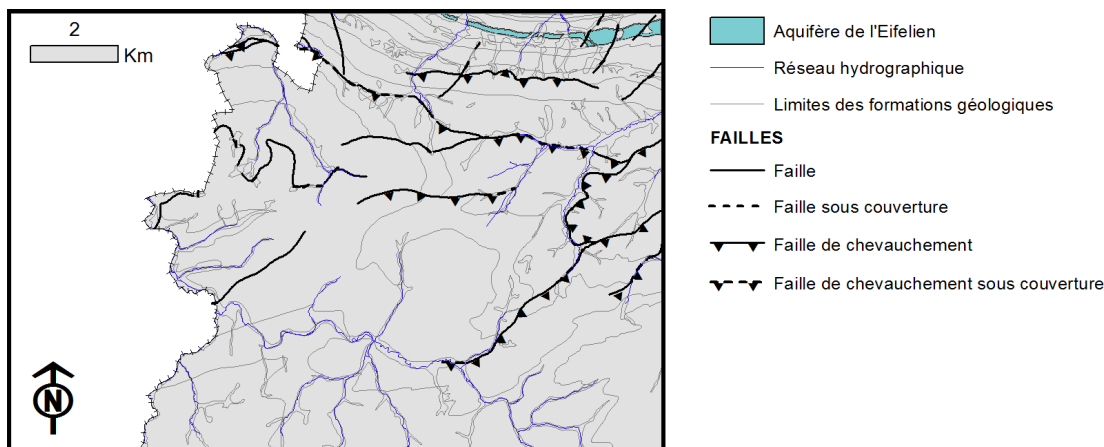 2
Km
N
Aquifère de l'Eifelien
Réseau hydrographique
Limites des formations géologiques
FAILLES
Faille
Faille sous couverture
Faille de chevauchement
Faille de chevauchement sous couverture